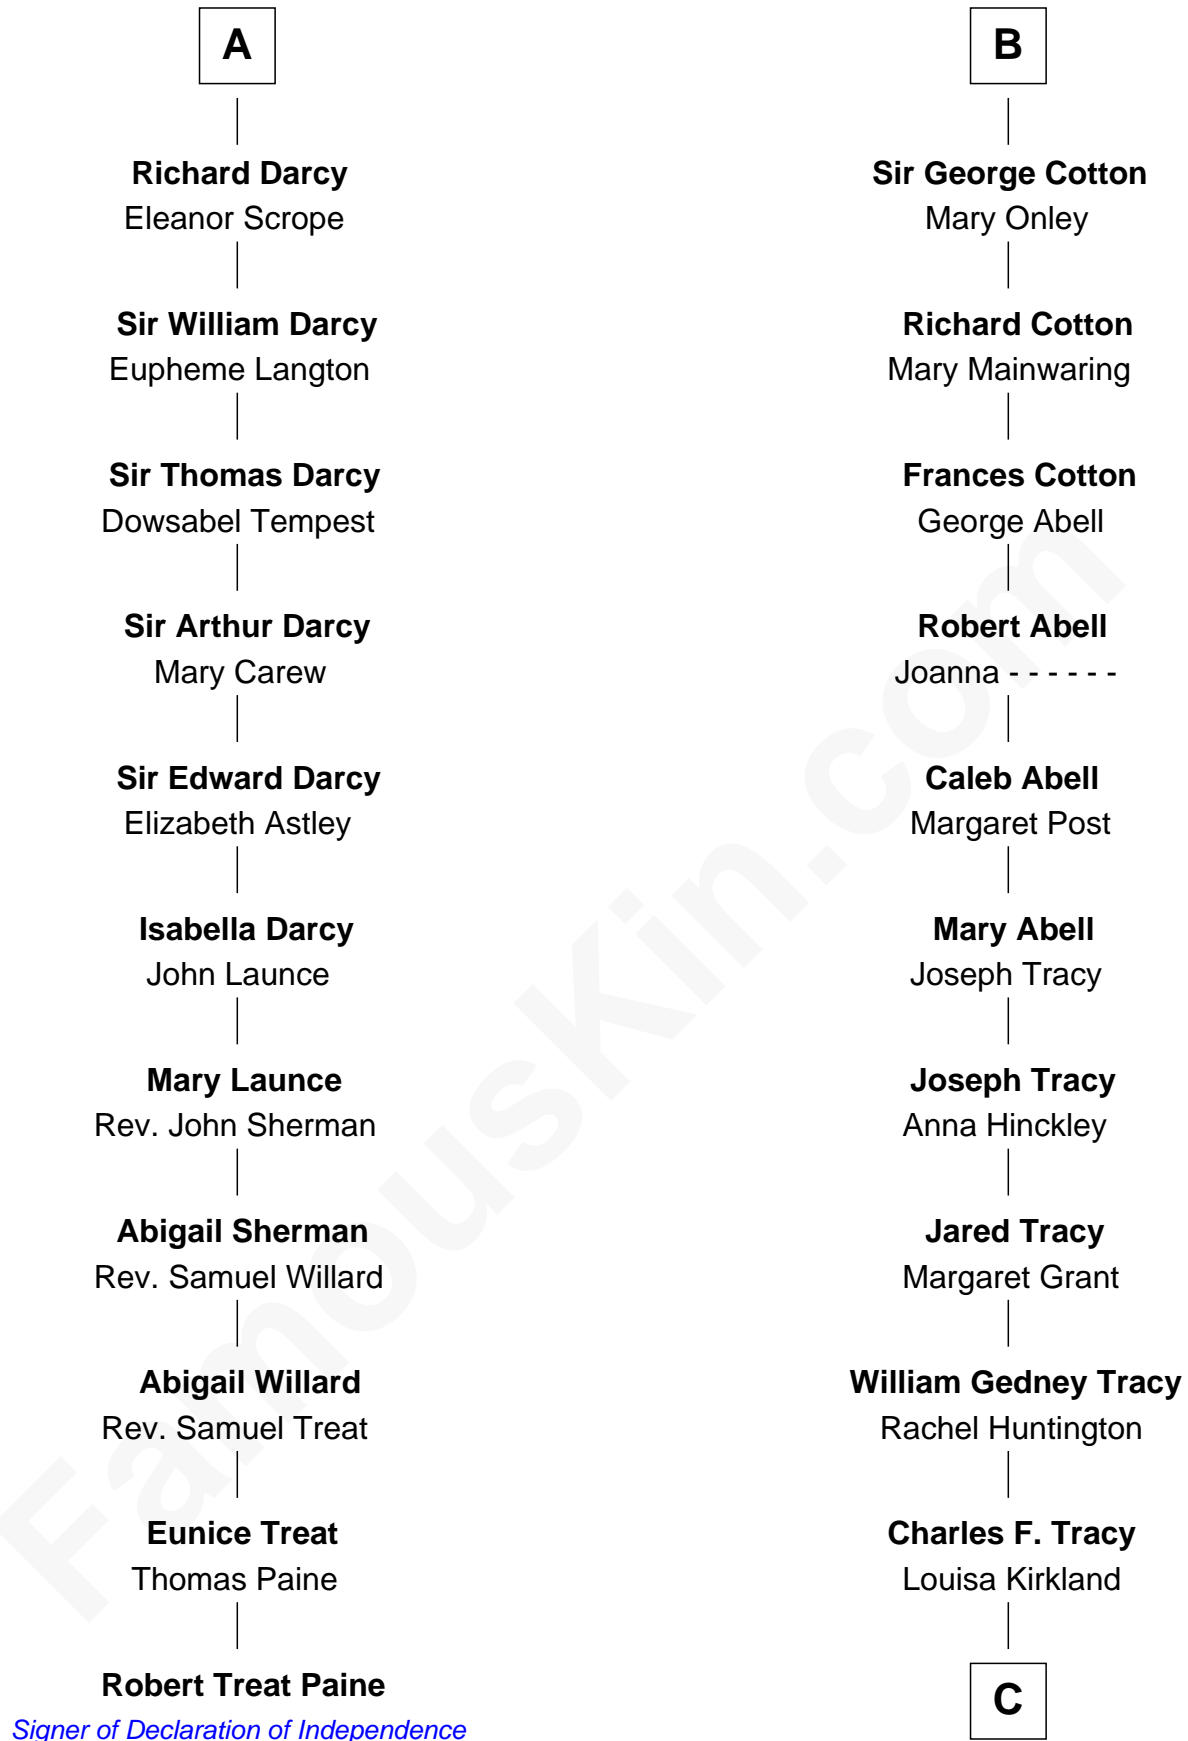 A
Richard Darcy
Eleanor Scrope
Sir William Darcy
Eupheme Langton
Sir Thomas Darcy
Dowsabel Tempest
Sir Arthur Darcy
Mary Carew
Sir Edward Darcy
Elizabeth Astley
Isabella Darcy
John Launce
Mary Launce
Rev. John Sherman
Abigail Sherman
Rev. Samuel Willard
Abigail Willard
Rev. Samuel Treat
Eunice Treat
Thomas Paine
Robert Treat Paine
Signer of Declaration of Independence
B
Sir George Cotton
Mary Onley
Richard Cotton
Mary Mainwaring
Frances Cotton
George Abell
Robert Abell
Joanna - - - - - -
Caleb Abell
Margaret Post
Mary Abell
Joseph Tracy
Joseph Tracy
Anna Hinckley
Jared Tracy
Margaret Grant
William Gedney Tracy
Rachel Huntington
Charles F. Tracy
Louisa Kirkland
C
FamousKin.com